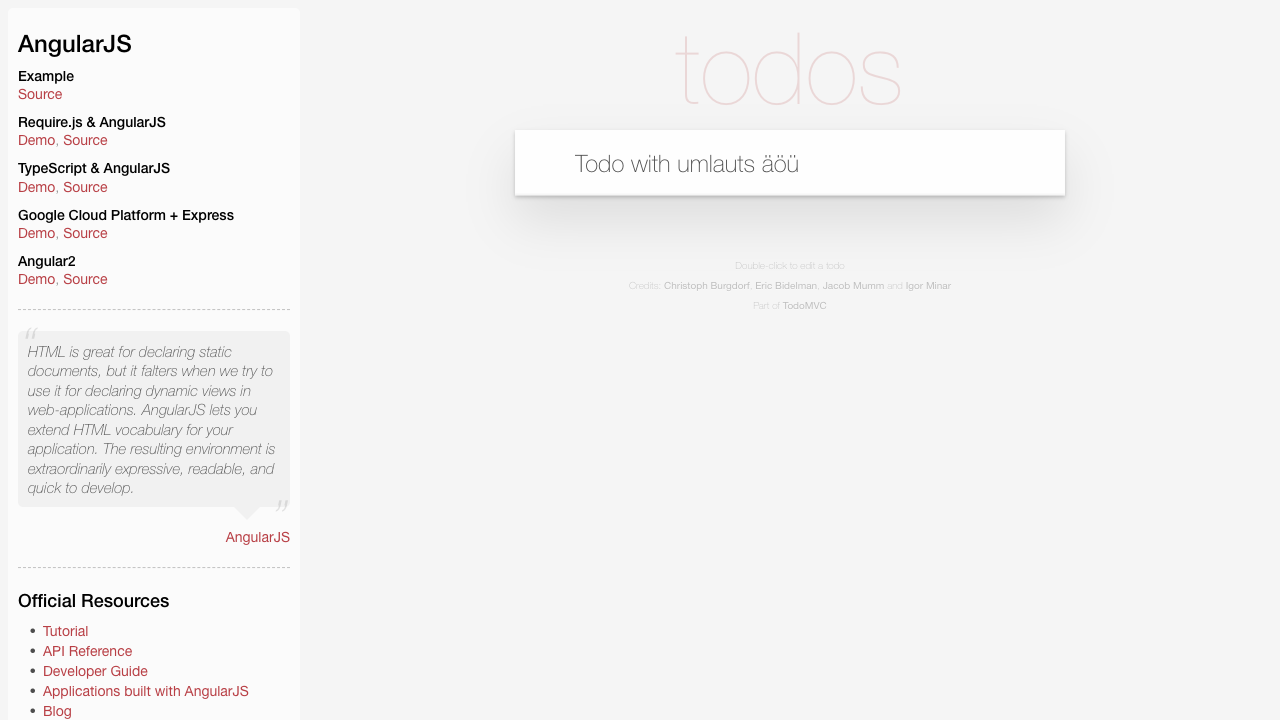 AngularJS
Example
Source
Require.js & AngularJS
Demo, Source
TypeScript & AngularJS
Demo, Source
Google Cloud Platform + Express
Demo, Source
Angular2
Demo, Source
“
HTML is great for declaring static
documents, but it falters when we try to
use it for declaring dynamic views in
web-applications. AngularJS lets you
extend HTML vocabulary for your
application. The resulting environment is
extraordinarily expressive, readable, and
quick to develop.
”
AngularJS
Official Resources
• Tutorial
• API Reference
• Developer Guide
• Applications built with AngularJS
• Blog
todos
Todo with umlauts äöü
Double-click to edit a todo
Credits: Christoph Burgdorf, Eric Bidelman, Jacob Mumm and Igor Minar
Part of TodoMVC